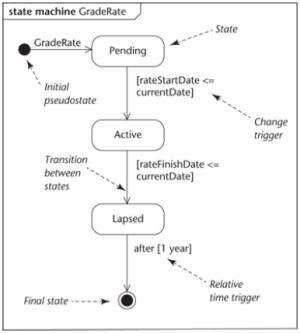 state machine GradeRate
GradeRate
State
Pending
Initial
pseudostate
[rateStartDate <=
currentDate]
Change
trigger
Active
Transition
between
states
[rateFinishDate <=
currentDate]
Lapsed
after [1 year]
Final state
Relative
time trigger